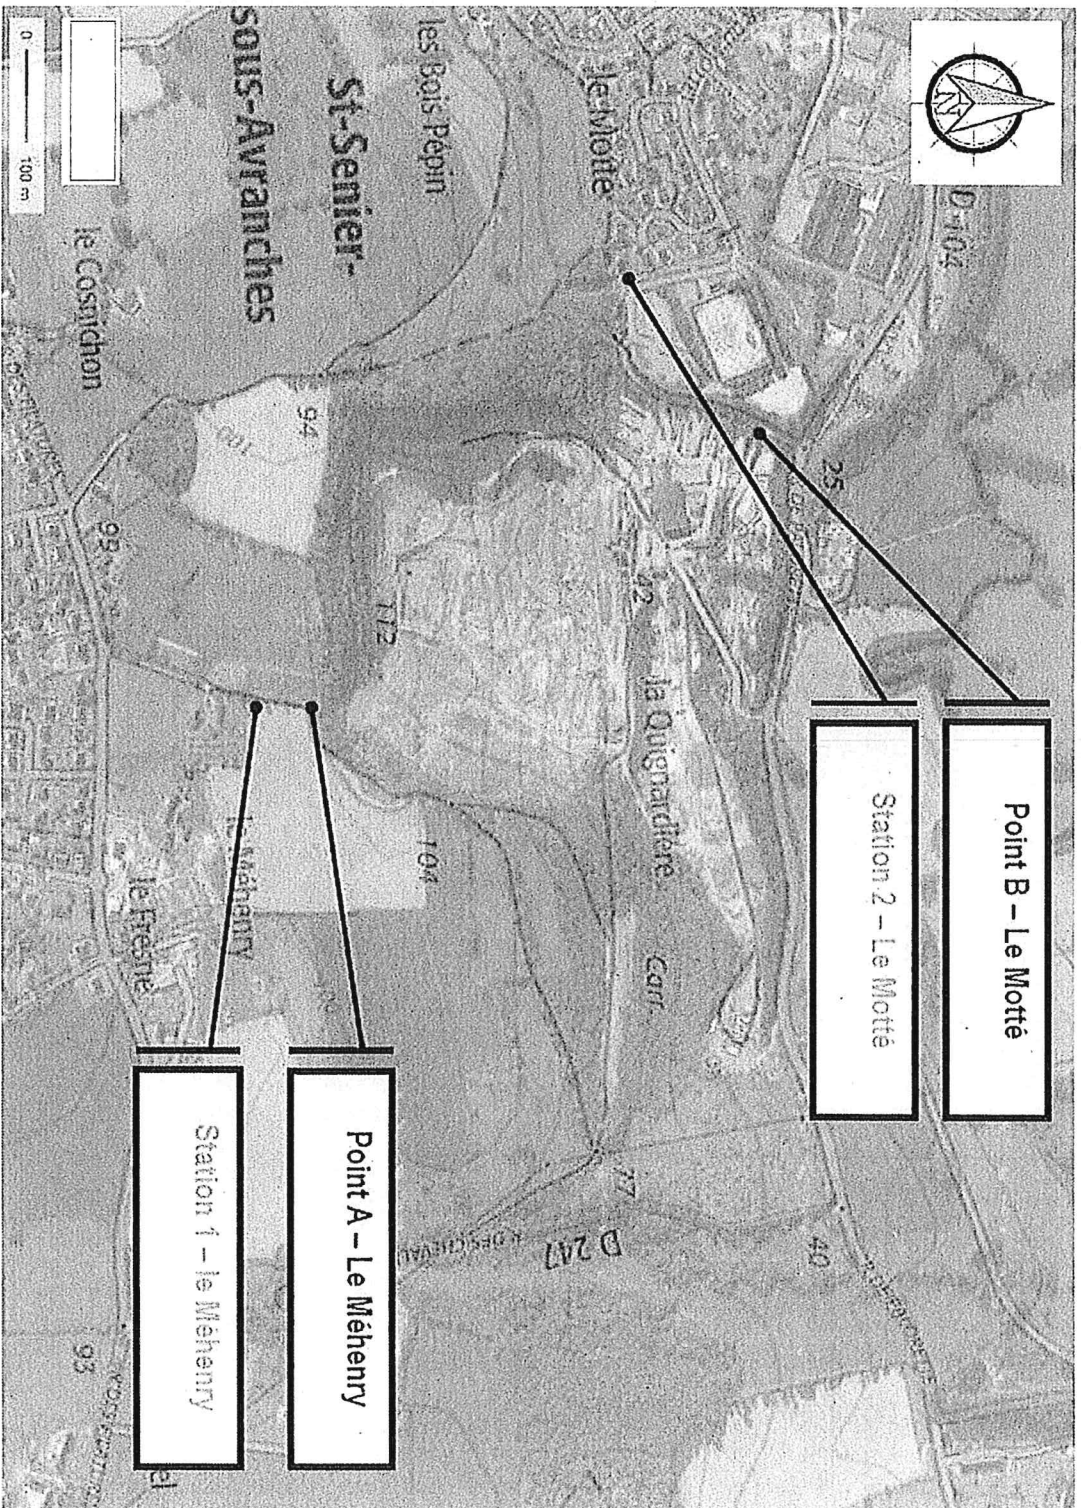 N
D 104
Point B – Le Motté
Station 2 – Le Motté
25
le Motté
42
la Quignardière
Carr.
77
40
D 247
les Bois Pépin
St-Senier-
sous-Avranches
94
100
112
104
Point A – Le Méhenry
Station 1 – le Méhenry
le Méhenry
le Fresne
99
93
le Cosnichon
0
100 m